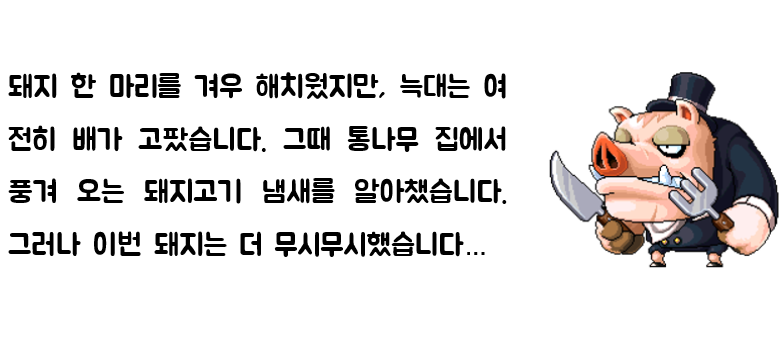 돼지 한 마리를 겨우 해치웠지만, 늑대는 여
전히 배가 고팠습니다. 그때 통나무 집에서
풍겨 오는 돼지고기 냄새를 알아챘습니다.
그러나 이번 돼지는 더 무시무시했습니다...